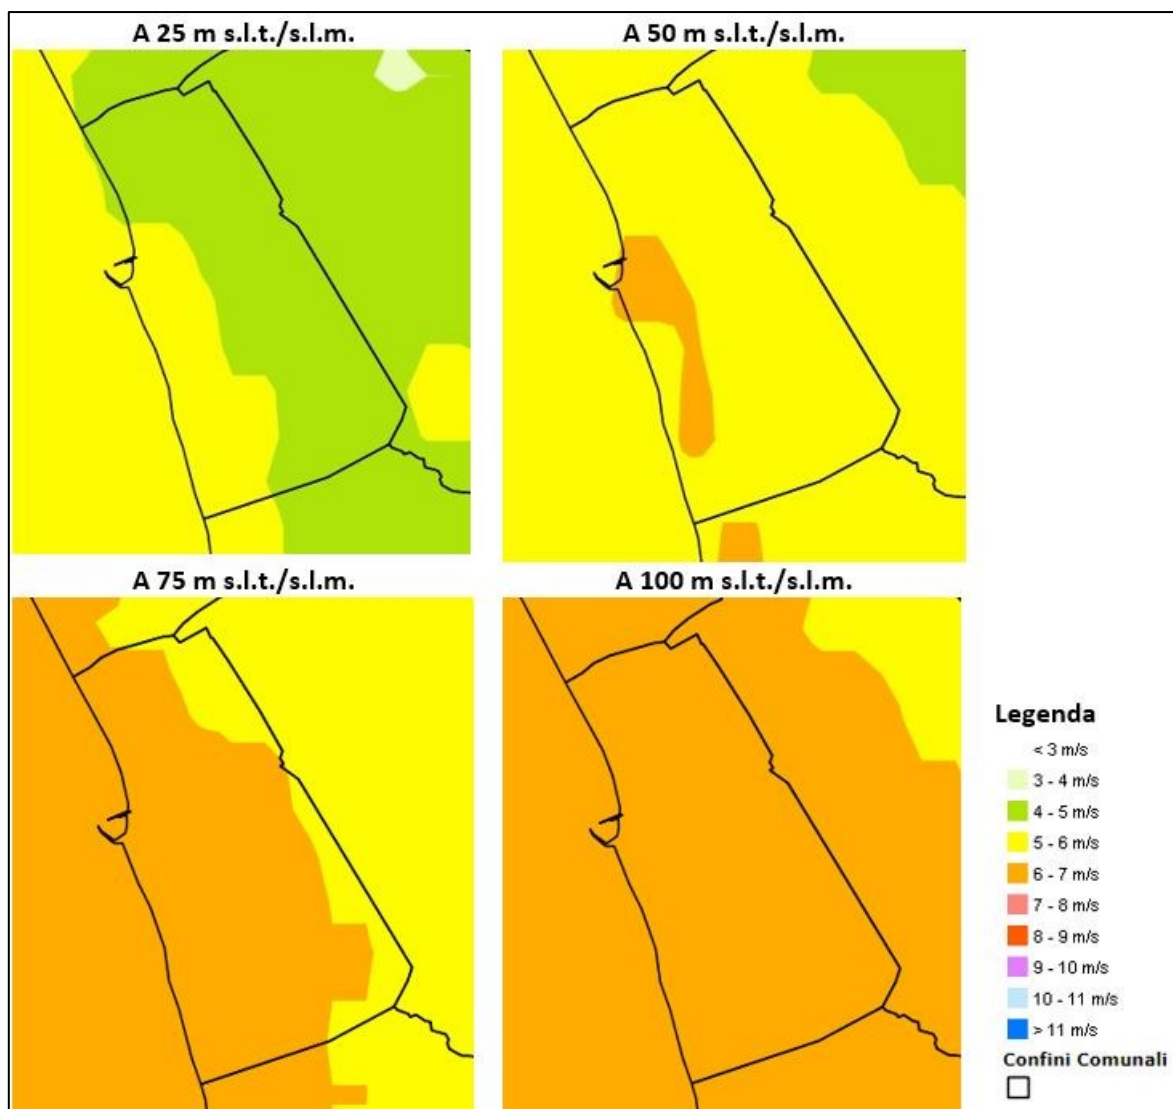 A 25 m s.l.t./s.l.m.
A 50 m s.l.t./s.l.m.
A 75 m s.l.t./s.l.m.
A 100 m s.l.t./s.l.m.
Legenda
< 3 m/s
3 - 4 m/s
4 - 5 m/s
5 - 6 m/s
6 - 7 m/s
7 - 8 m/s
8 - 9 m/s
9 - 10 m/s
10 - 11 m/s
> 11 m/s
Confini Comunali